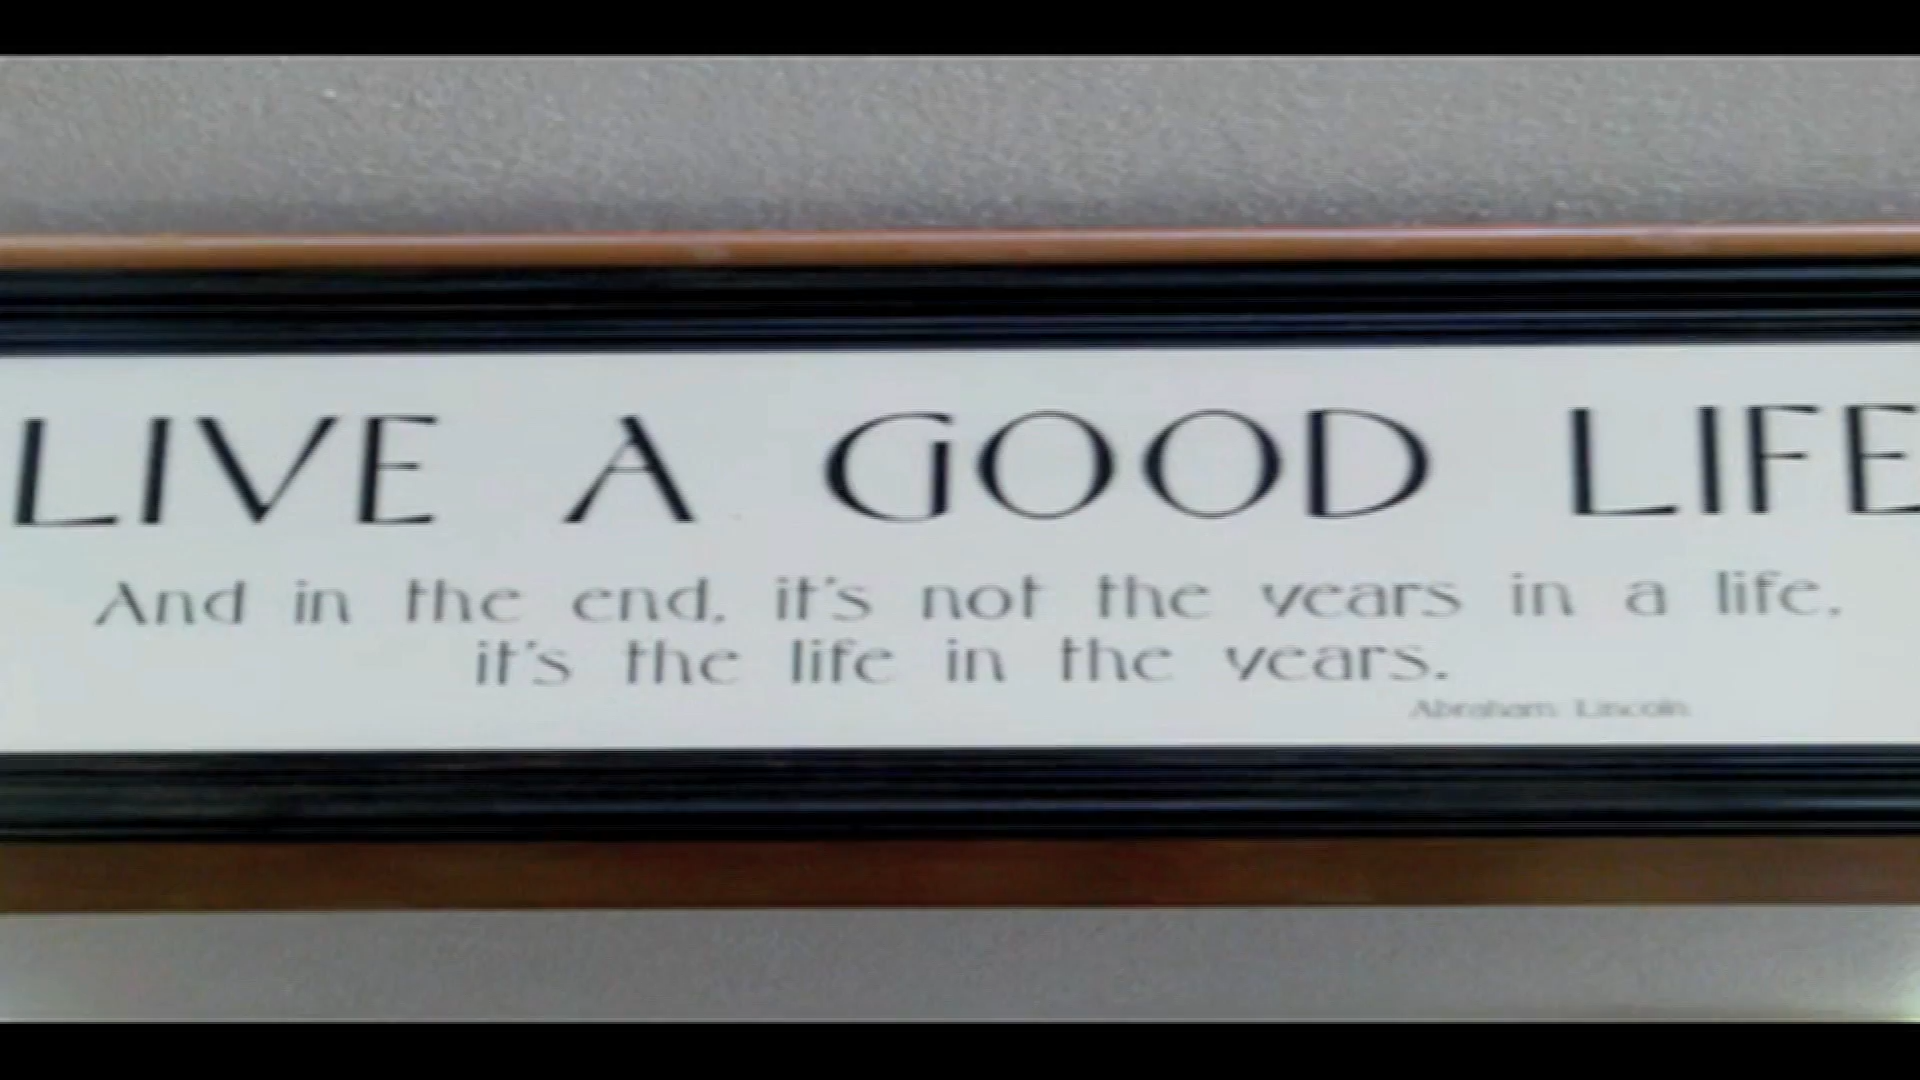 LIVE A GOOD LIFE
And in the end, it's not the years in a life,
it's the life in the years.
Abraham Lincoln